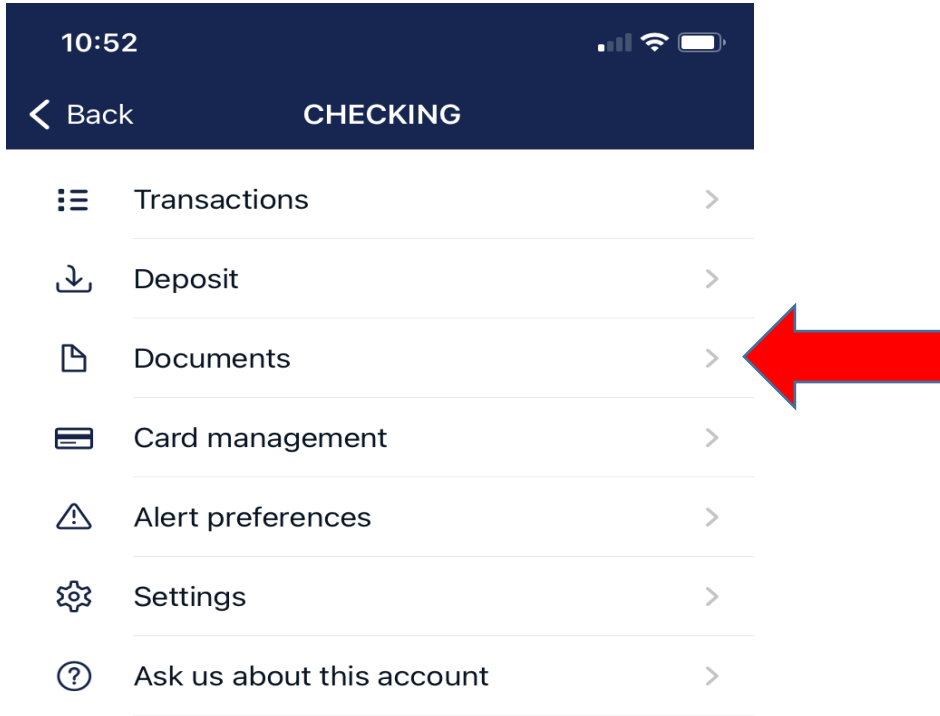 10:52
Back CHECKING
Transactions
Deposit
Documents
Card management
Alert preferences
Settings
Ask us about this account